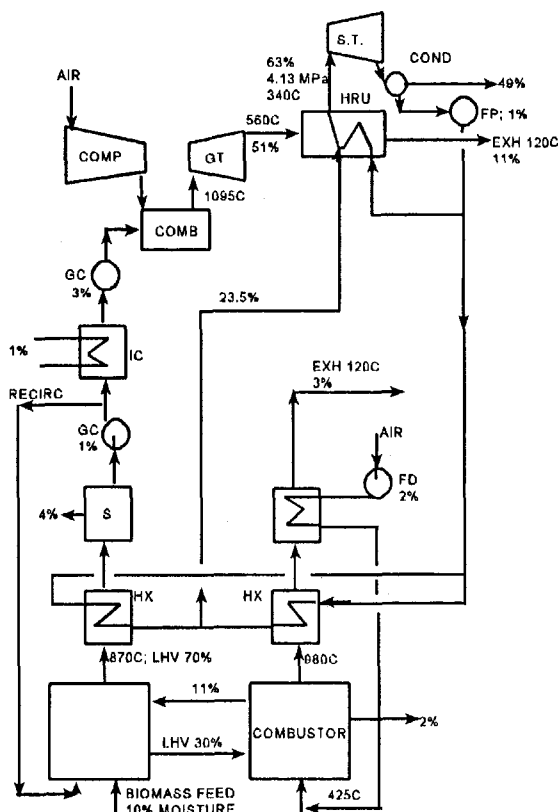 S.T.
COND
63%
4.13 MPa
340C
HRU
49%
FP; 1%
AIR
560C
51%
EXH 120C
11%
COMP
GT
1095C
COMB
GC
3%
23.5%
1%
IC
RECIRC
EXH 120C
3%
GC
1%
AIR
FD
2%
4%
S
HX
HX
870C; LHV 70%
980C
11%
COMBUSTOR
2%
LHV 30%
BIOMASS FEED
10% MOISTURE
425C